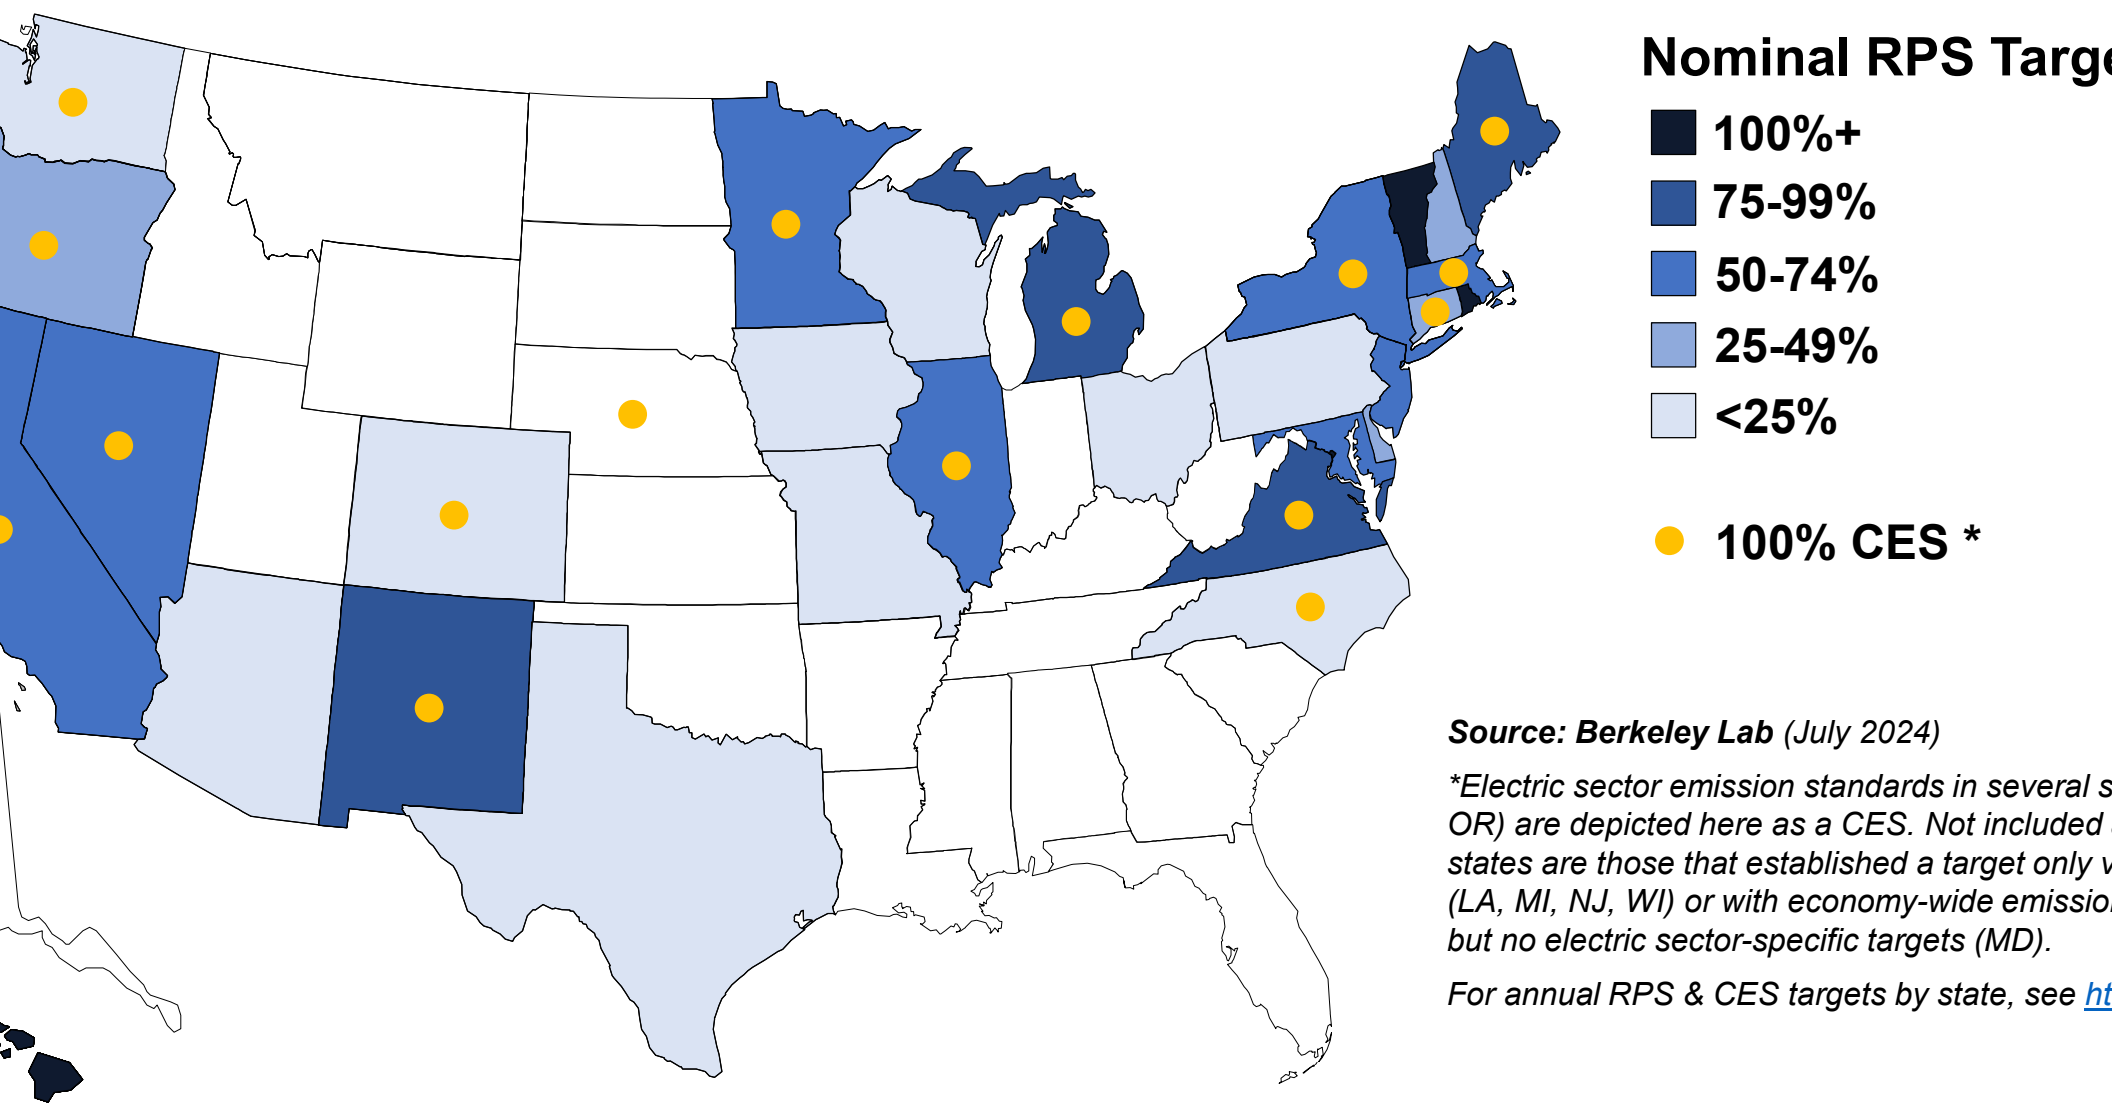 Nominal RPS Targe
100%+
75-99%
50-74%
25-49%
<25%
100% CES *
Source: Berkeley Lab (July 2024)
*Electric sector emission standards in several s
OR) are depicted here as a CES. Not included
states are those that established a target only v
(LA, MI, NJ, WI) or with economy-wide emission
but no electric sector-specific targets (MD).
For annual RPS & CES targets by state, see ht